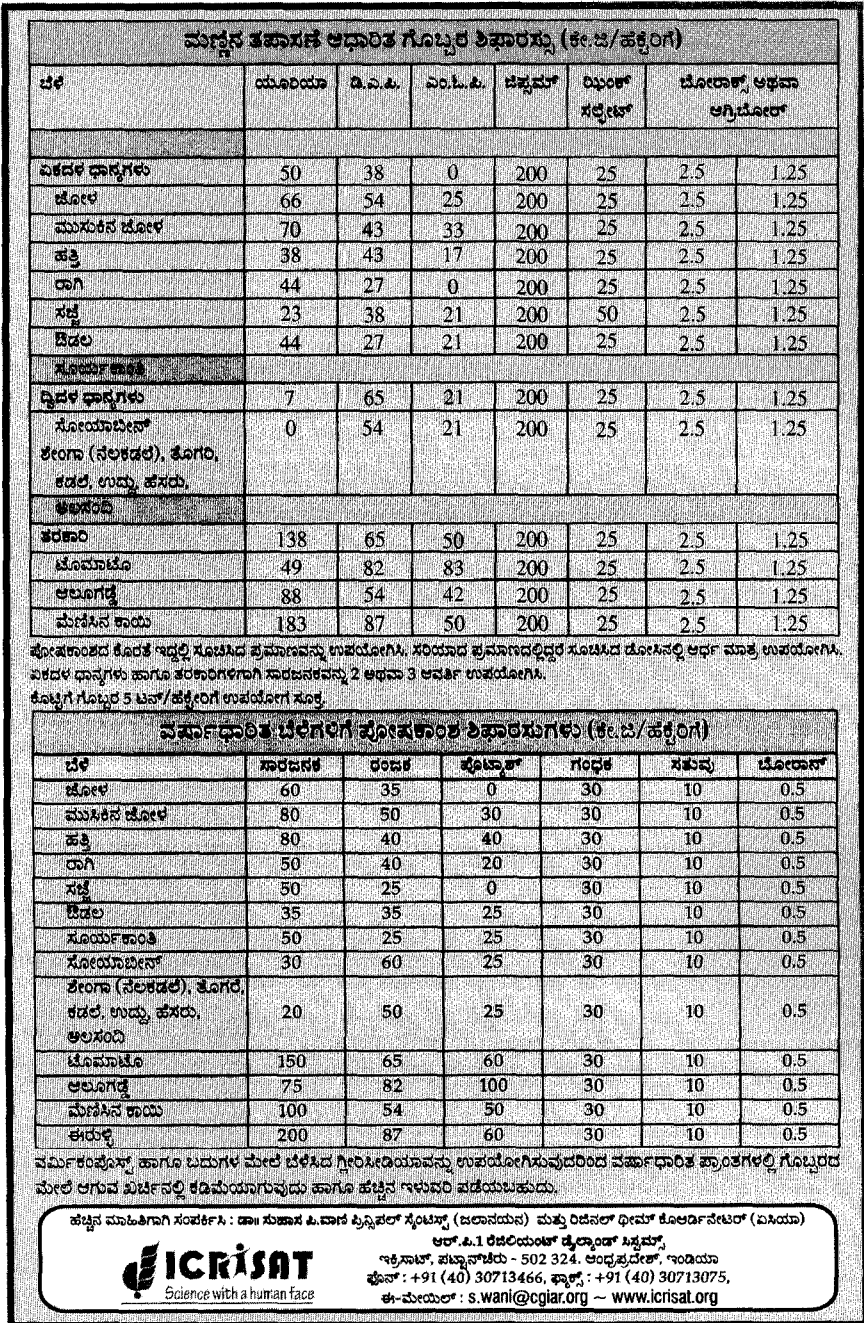 ಮಣ್ಣಿನ ತಪಾಸಣೆ ಆಧಾರಿತ ಗೊಬ್ಬರ ಶಿಫಾರಸ್ಸು (ಕೇ.ಜಿ/ಹೆಕ್ಟೆರಿಗೆ)
ಬೆಳೆ ಯೂರಿಯಾ ಡಿ.ಎ.ಪಿ. ಎಂ.ಓ.ಪಿ. ಜಿಪ್ಸಮ್ ಝಿಂಕ್ ಸಲ್ಫೇಟ್ ಬೋರಾಕ್ಸ್ ಅಥವಾ ಆಗ್ರಿಬೋರ್
ಏಕದಳ ಧಾನ್ಯಗಳು 50 38 0 200 25 2.5 1.25
ಜೋಳ 66 54 25 200 25 2.5 1.25
ಮುಸುಕಿನ ಜೋಳ 70 43 33 200 25 2.5 1.25
ಹತ್ತಿ 38 43 17 200 25 2.5 1.25
ರಾಗಿ 44 27 0 200 25 2.5 1.25
ಸಜ್ಜೆ 23 38 21 200 50 2.5 1.25
ಔಡಲ 44 27 21 200 25 2.5 1.25
ಸೂರ್ಯಕಾಂತಿ
ದ್ವಿದಳ ಧಾನ್ಯಗಳು 7 65 21 200 25 2.5 1.25
ಸೋಯಾಬೀನ್ 0 54 21 200 25 2.5 1.25
ಶೇಂಗಾ (ನೆಲಕಡಲೆ), ತೊಗರಿ,
ಕಡಲೆ, ಉದ್ದು, ಹೆಸರು,
ಅಲಸಂದಿ
ತರಕಾರಿ 138 65 50 200 25 2.5 1.25
ಟೊಮಾಟೊ 49 82 83 200 25 2.5 1.25
ಆಲೂಗಡ್ಡೆ 88 54 42 200 25 2.5 1.25
ಮೆಣಸಿನ ಕಾಯಿ 183 87 50 200 25 2.5 1.25
ಪೋಷಕಾಂಶದ ಕೊರತೆ ಇದ್ದಲ್ಲಿ ಸೂಚಿಸಿದ ಪ್ರಮಾಣವನ್ನು ಉಪಯೋಗಿಸಿ. ಸರಿಯಾದ ಪ್ರಮಾಣದಲ್ಲಿದ್ದರೆ ಸೂಚಿಸಿದ ಡೋಸಿನಲ್ಲಿ ಅರ್ಧ ಮಾತ್ರ ಉಪಯೋಗಿಸಿ.
ಏಕದಳ ಧಾನ್ಯಗಳು ಹಾಗೂ ತರಕಾರಿಗಳಿಗಾಗಿ ಸಾರಜನಕವನ್ನು 2 ಅಥವಾ 3 ಆವರ್ತಿ ಉಪಯೋಗಿಸಿ.
ಕೊಟ್ಟಿಗೆ ಗೊಬ್ಬರ 5 ಟನ್/ಹೆಕ್ಟೇರಿಗೆ ಉಪಯೋಗ ಸೂಕ್ತ.
ವರ್ಷಾಧಾರಿತ ಬೆಳೆಗಳಿಗೆ ಪೋಷಕಾಂಶ ಶಿಫಾರಸುಗಳು (ಕೇ.ಜಿ/ಹೆಕ್ಟೆರಿಗೆ)
ಬೆಳೆ ಸಾರಜನಕ ರಂಜಕ ಪೊಟ್ಯಾಶ್ ಗಂಧಕ ಸತುವು ಬೋರಾನ್
ಜೋಳ 60 35 0 30 10 0.5
ಮುಸಿಕಿನ ಜೋಳ 80 50 30 30 10 0.5
ಹತ್ತಿ 80 40 40 30 10 0.5
ರಾಗಿ 50 40 20 30 10 0.5
ಸಜ್ಜೆ 50 25 0 30 10 0.5
ಔಡಲ 35 35 25 30 10 0.5
ಸೂರ್ಯಕಾಂತಿ 50 25 25 30 10 0.5
ಸೋಯಾಬೀನ್ 30 60 25 30 10 0.5
ಶೇಂಗಾ (ನೆಲಕಡಲೆ), ತೊಗರೆ,
ಕಡಲೆ, ಉದ್ದು, ಹೆಸರು, 20 50 25 30 10 0.5
ಅಲಸಂದಿ
ಟೊಮಾಟೊ 150 65 60 30 10 0.5
ಆಲೂಗಡ್ಡೆ 75 82 100 30 10 0.5
ಮೆಣಸಿನ ಕಾಯಿ 100 54 50 30 10 0.5
ಈರುಳ್ಳಿ 200 87 60 30 10 0.5
ವರ್ಮಿಕಂಪೊಸ್ಟ್ ಹಾಗೂ ಬದುಗಳ ಮೇಲೆ ಬೆಳೆಸಿದ ಗ್ಲೀರಿಸೀಡಿಯಾವನ್ನು ಉಪಯೋಗಿಸುವುದರಿಂದ ವರ್ಷಾಧಾರಿತ ಪ್ರಾಂತಗಳಲ್ಲಿ ಗೊಬ್ಬರದ
ಮೇಲೆ ಆಗುವ ಖರ್ಚಿನಲ್ಲಿ ಕಡಿಮೆಯಾಗುವುದು ಹಾಗೂ ಹೆಚ್ಚಿನ ಇಳುವರಿ ಪಡೆಯಬಹುದು.
ಹೆಚ್ಚಿನ ಮಾಹಿತಿಗಾಗಿ ಸಂಪರ್ಕಿಸಿ : ಡಾ॥ ಸುಹಾಸ ಪಿ.ವಾಣಿ ಪ್ರಿನ್ಸಿಪಲ್ ಸೈಂಟಿಸ್ಟ್ (ಜಲಾನಯನ) ಮತ್ತು ರಿಜಿನಲ್ ಥೀಮ್ ಕೊಆರ್ಡಿನೇಟರ್ (ಏಸಿಯಾ)
ಆರ್.ಪಿ.1 ರೆಜಿಲಿಯಂಟ್ ಡ್ರೈಲ್ಯಾಂಡ್ ಸಿಸ್ಟಮ್ಸ್
ಇಕ್ರಿಸಾಟ್, ಪಟ್ಟಾನ್‌ಚೆರು - 502 324. ಆಂಧ್ರಪ್ರದೇಶ್, ಇಂಡಿಯಾ
ಫೋನ್ : +91 (40) 30713466, ಫ್ಯಾಕ್ಸ್ : +91 (40) 30713075,
ಈ-ಮೇಯಿಲ್ : s.wani@cgiar.org ~ www.icrisat.org
ICRISAT
Science with a human face